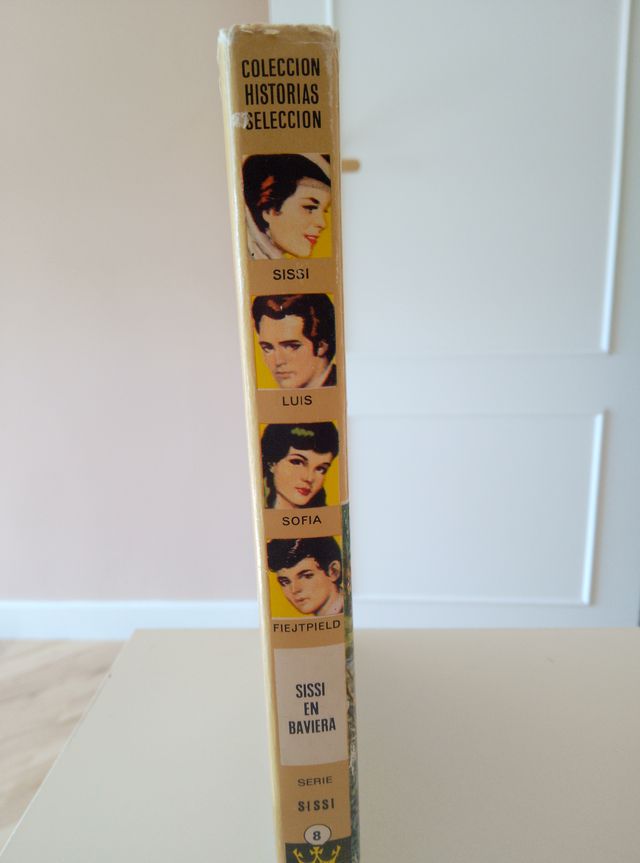 COLECCION
HISTORIAS
SELECCION
SISSI
LUIS
SOFIA
FIEJTPIELD
SISSI
EN
BAVIERA
SERIE
SISSI
8